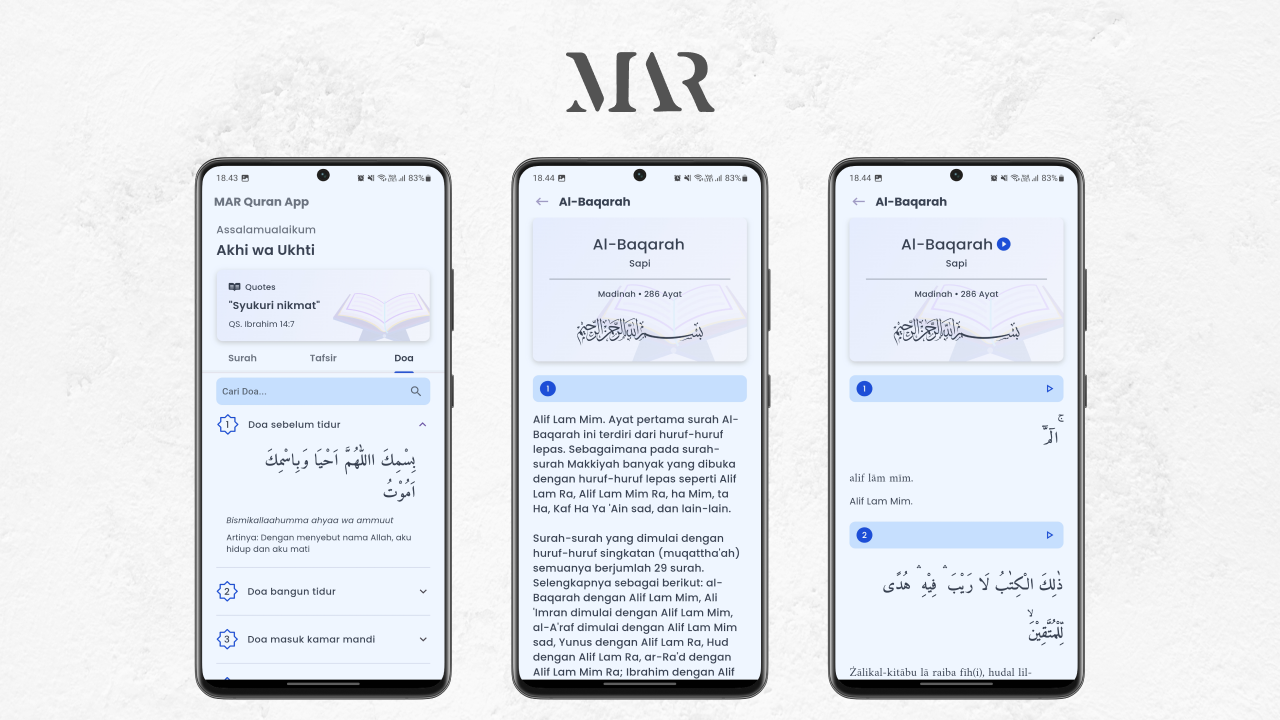 MAR
18.43
83%
MAR Quran App
Assalamualaikum
Akhi wa Ukhti
Quotes
"Syukuri nikmat"
QS. Ibrahim 14:7
Surah Tafsir Doa
Cari Doa...
1 Doa sebelum tidur
بِسْمِكَ االلّٰهُمَّ اَحْيَا وَبِاسْمِكَ
اَمُوْتُ
Bismikallaahumma ahyaa wa ammuut
Artinya: Dengan menyebut nama Allah, aku
hidup dan aku mati
2 Doa bangun tidur
3 Doa masuk kamar mandi
18.44
83%
Al-Baqarah
Al-Baqarah
Sapi
Madinah • 286 Ayat
بِسْمِ اللَّهِ الرَّحْمَٰنِ الرَّحِيمِ
1
Alif Lam Mim. Ayat pertama surah Al-
Baqarah ini terdiri dari huruf-huruf
lepas. Sebagaimana pada surah-
surah Makkiyah banyak yang dibuka
dengan huruf-huruf lepas seperti Alif
Lam Ra, Alif Lam Mim Ra, ha Mim, ta
Ha, Kaf Ha Ya 'Ain sad, dan lain-lain.
Surah-surah yang dimulai dengan
huruf-huruf singkatan (muqattha'ah)
semuanya berjumlah 29 surah.
Selengkapnya sebagai berikut: al-
Baqarah dengan Alif Lam Mim, Ali
'Imran dimulai dengan Alif Lam Mim,
al-A'raf dimulai dengan Alif Lam Mim
sad, Yunus dengan Alif Lam Ra, Hud
dengan Alif Lam Ra, ar-Ra'd dengan
Alif Lam Mim Ra; Ibrahim dengan Alif
18.44
83%
Al-Baqarah
Al-Baqarah
Sapi
Madinah • 286 Ayat
بِسْمِ اللَّهِ الرَّحْمَٰنِ الرَّحِيمِ
1
الۤمّۤ ۚ
alif lām mīm.
Alif Lam Mim.
2
ذٰلِكَ الْكِتٰبُ لَا رَيْبَ ۛ فِيْهِ ۛ هُدًى
لِّلْمُتَّقِيْنَۙ
Żālikal-kitābu lā raiba fīh(i), hudal lil-